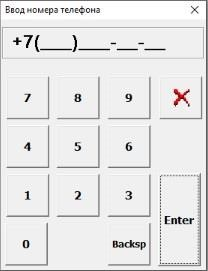 Ввод номера телефона
+7(___)___-__-__
7 8 9
4 5 6
1 2 3
Enter
0 Backsp